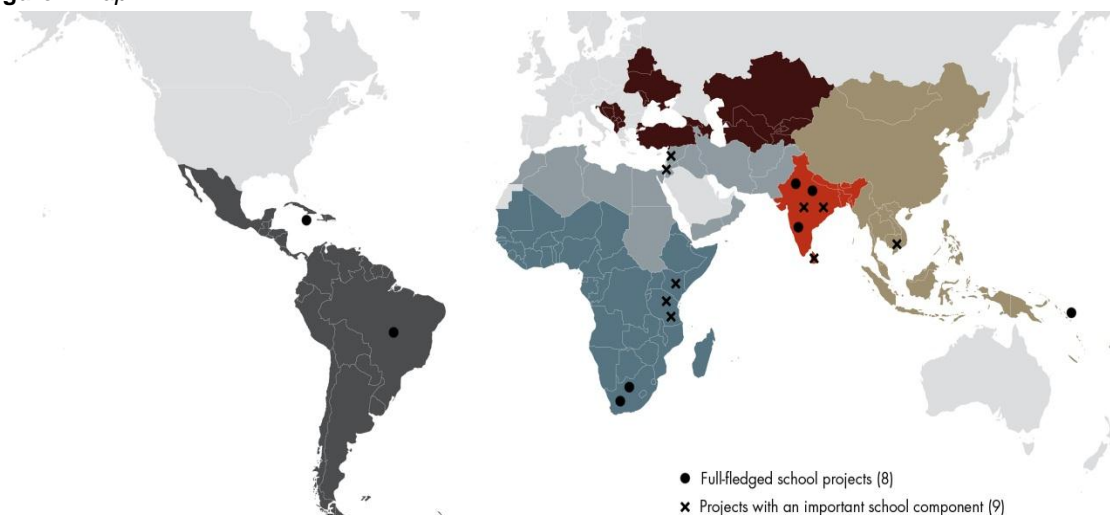 ● Full-fledged school projects (8)
× Projects with an important school component (9)